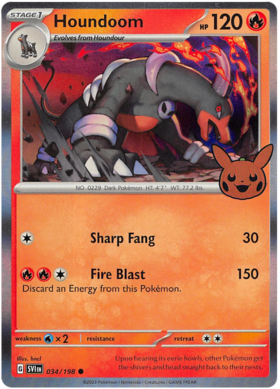 STAGE 1
Houndoom
HP 120
Evolves from Houndour
NO. 0229 Dark Pokémon HT: 4'7" WT: 77.2 lbs.
Sharp Fang 30
Fire Blast 150
Discard an Energy from this Pokémon.
weakness ×2 resistance retreat
Illus. hncl
Upon hearing its eerie howls, other Pokémon get
the shivers and head straight back to their nests.
G SVI EN 034/198
©2023 Pokémon / Nintendo / Creatures / GAME FREAK